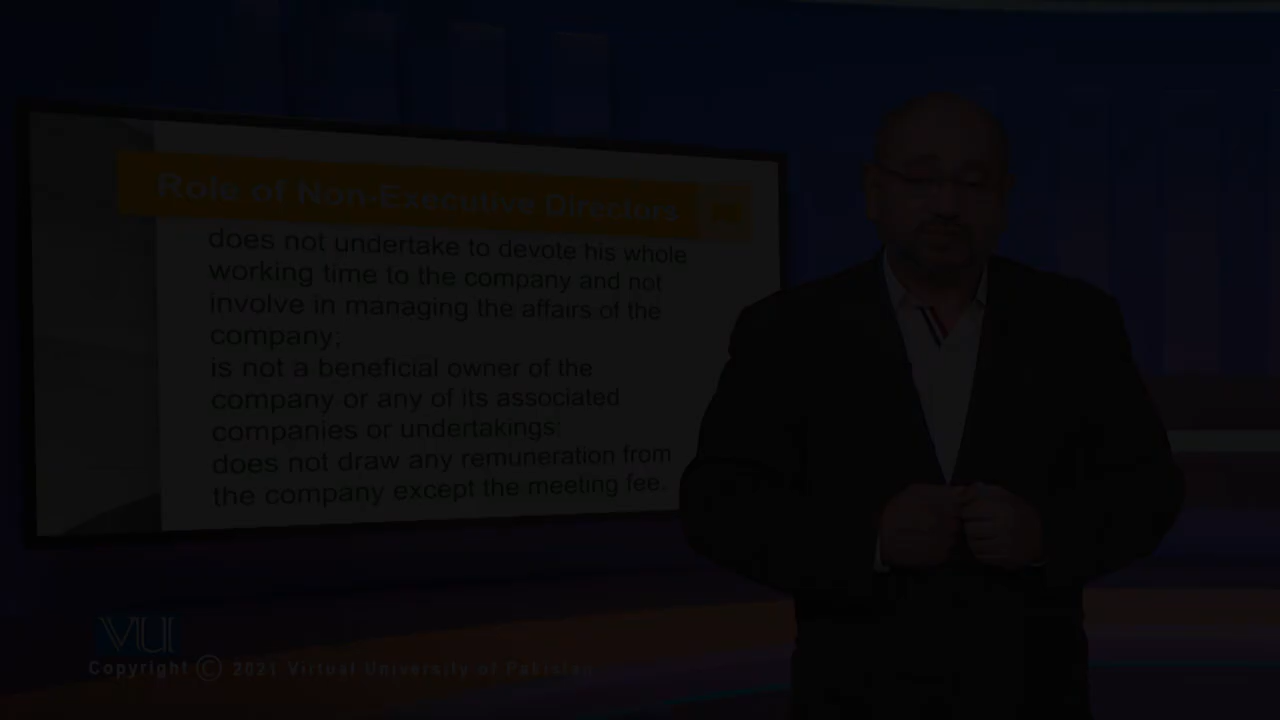 Role of Non-Executive Directors
does not undertake to devote his whole
working time to the company and not
involve in managing the affairs of the
company;
is not a beneficial owner of the
company or any of its associated
companies or undertakings;
does not draw any remuneration from
the company except the meeting fee.
VU
Copyright © 2021 Virtual University of Pakistan